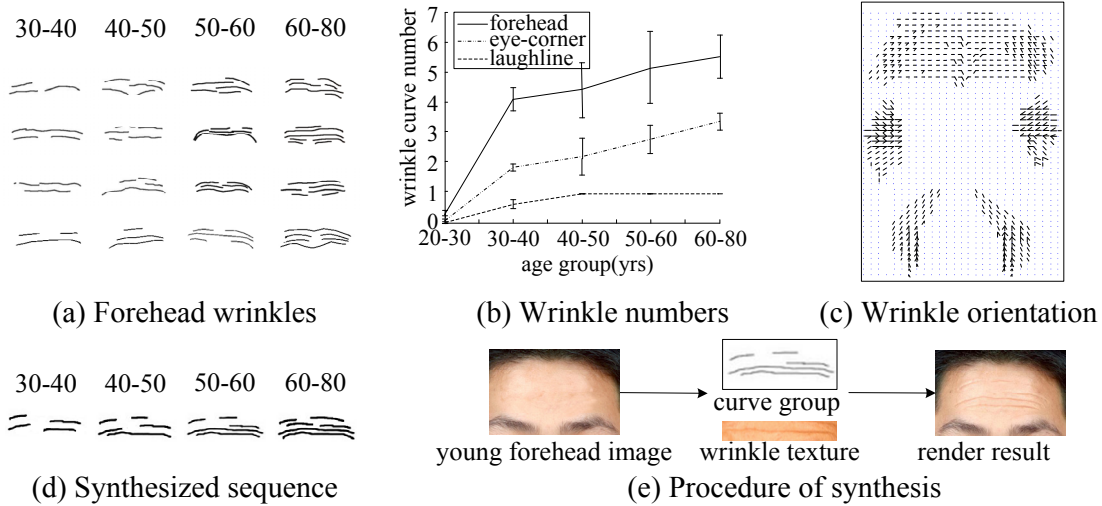 30-40 40-50 50-60 60-80
(a) Forehead wrinkles
wrinkle curve number
7
6
5
4
3
2
1
0
forehead
eye-corner
laughline
20-30 30-40 40-50 50-60 60-80
age group(yrs)
(b) Wrinkle numbers
(c) Wrinkle orientation
30-40 40-50 50-60 60-80
(d) Synthesized sequence
curve group
young forehead image wrinkle texture render result
(e) Procedure of synthesis